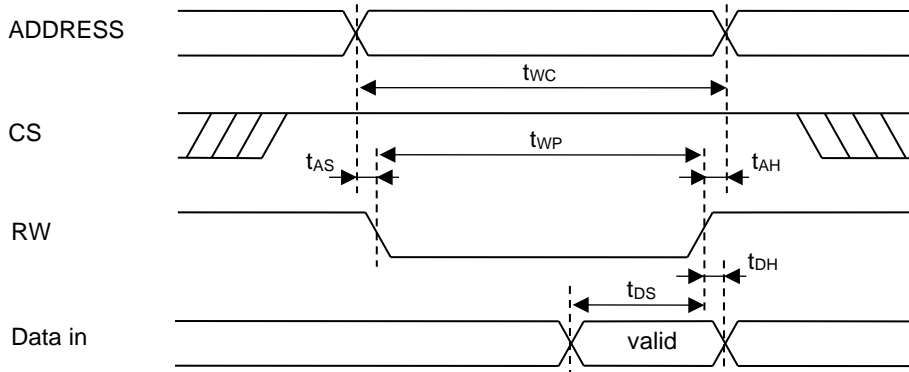 ADDRESS
tWC
CS
tWP
tAS
tAH
RW
tDH
tDS
Data in
valid